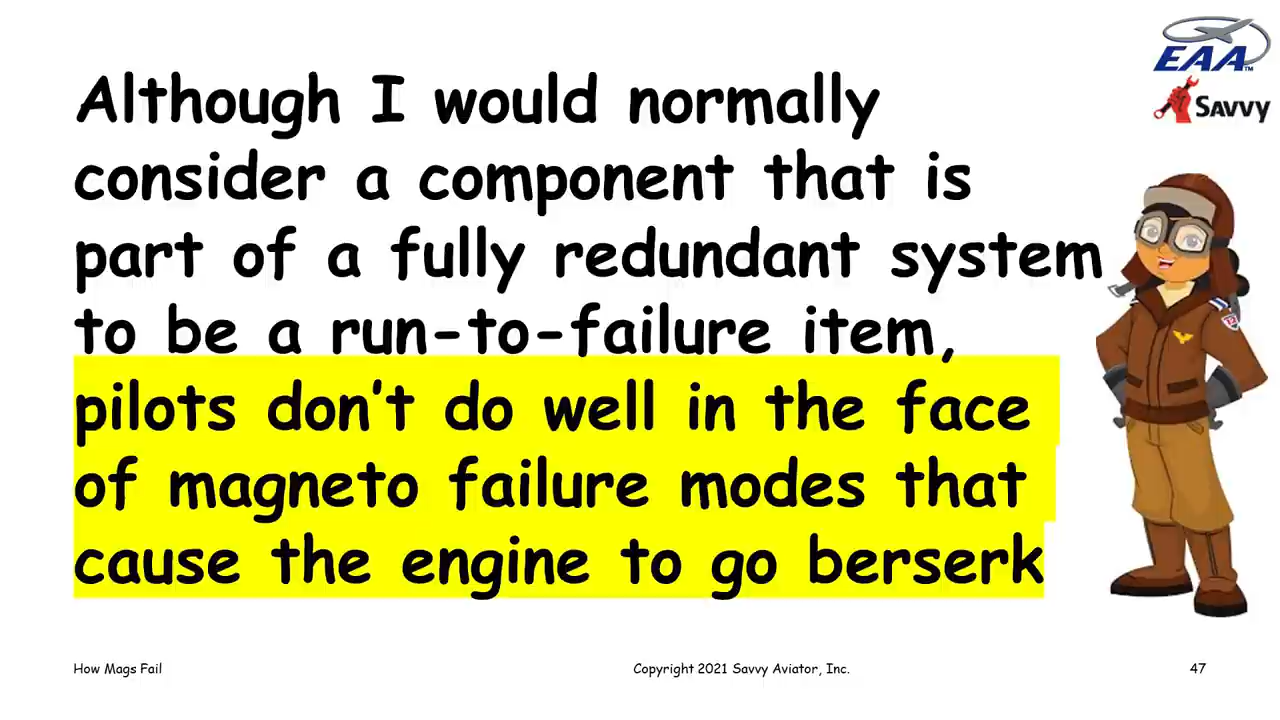 EAA™
Savvy
Although I would normally
consider a component that is
part of a fully redundant system
to be a run-to-failure item,
pilots don't do well in the face
of magneto failure modes that
cause the engine to go berserk
How Mags Fail
Copyright 2021 Savvy Aviator, Inc.
47